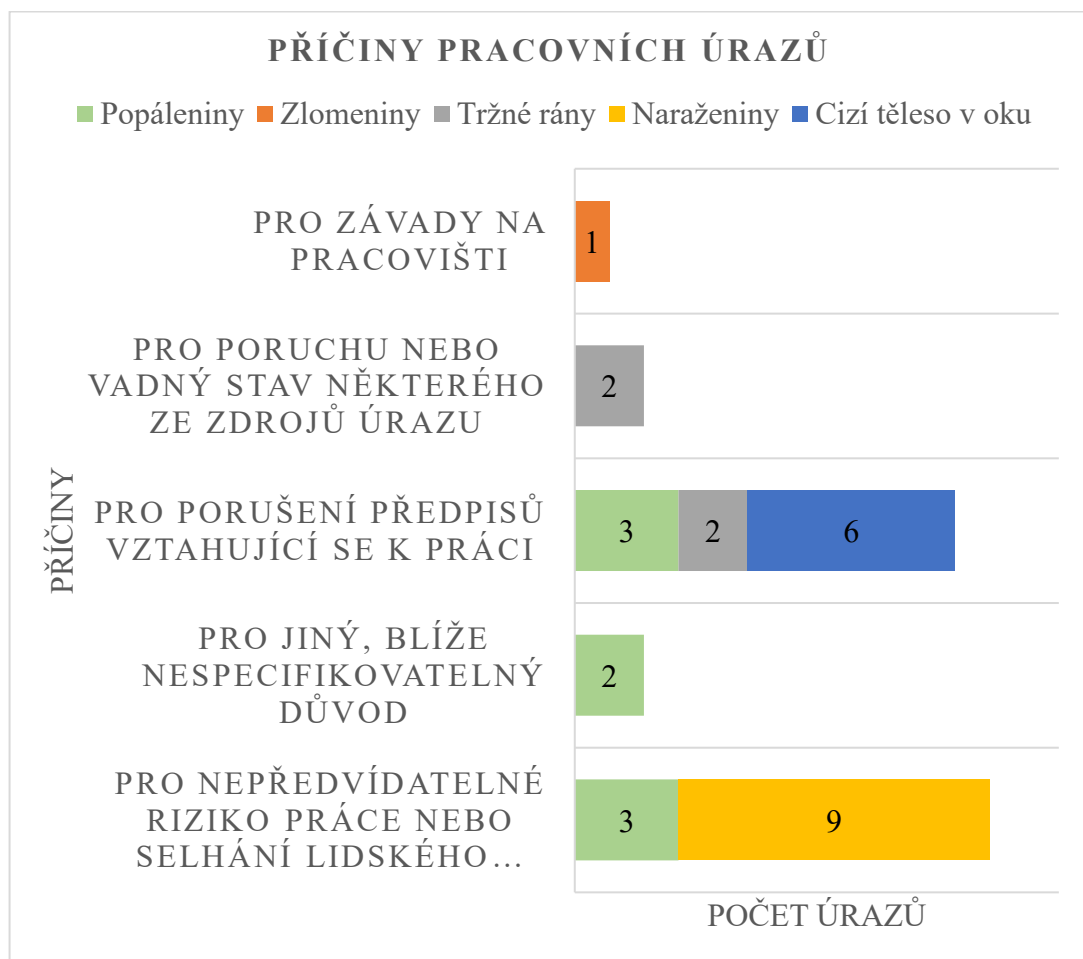 PŘÍČINY PRACOVNÍCH ÚRAZŮ
Popáleniny Zlomeniny Tržné rány Naraženiny Cizí těleso v oku
PRO ZÁVADY NA
PRACOVIŠTI
1
PRO PORUCHU NEBO
VADNÝ STAV NĚKTERÉHO
ZE ZDROJŮ ÚRAZU
2
PRO PORUŠENÍ PŘEDPISŮ
VZTAHUJÍCÍ SE K PRÁCI
3 2 6
PRO JINÝ, BLÍŽE
NESPECIFIKOVATELNÝ
DŮVOD
2
PRO NEPŘEDVÍDATELNÉ
RIZIKO PRÁCE NEBO
SELHÁNÍ LIDSKÉHO…
3 9
PŘÍČINY
POČET ÚRAZŮ